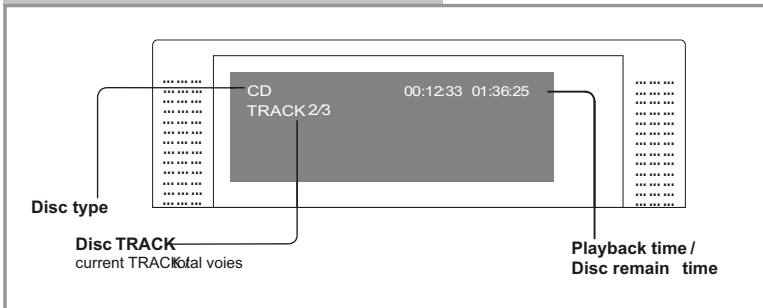 CD 00:12:33 01:36:25
TRACK 2/3
Disc type
Disc TRACK
current TRACK/total voies
Playback time /
Disc remain time